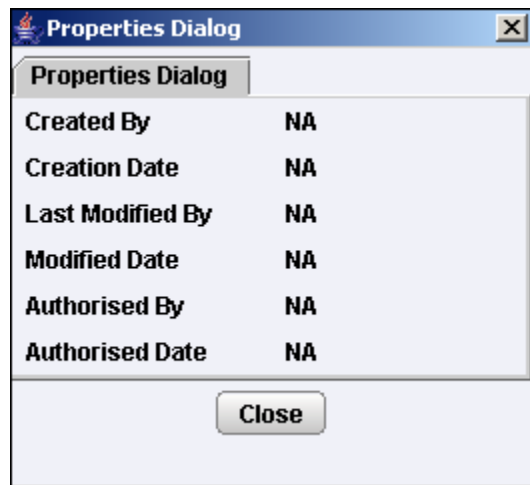 Properties Dialog
Properties Dialog
Created By NA
Creation Date NA
Last Modified By NA
Modified Date NA
Authorised By NA
Authorised Date NA
Close